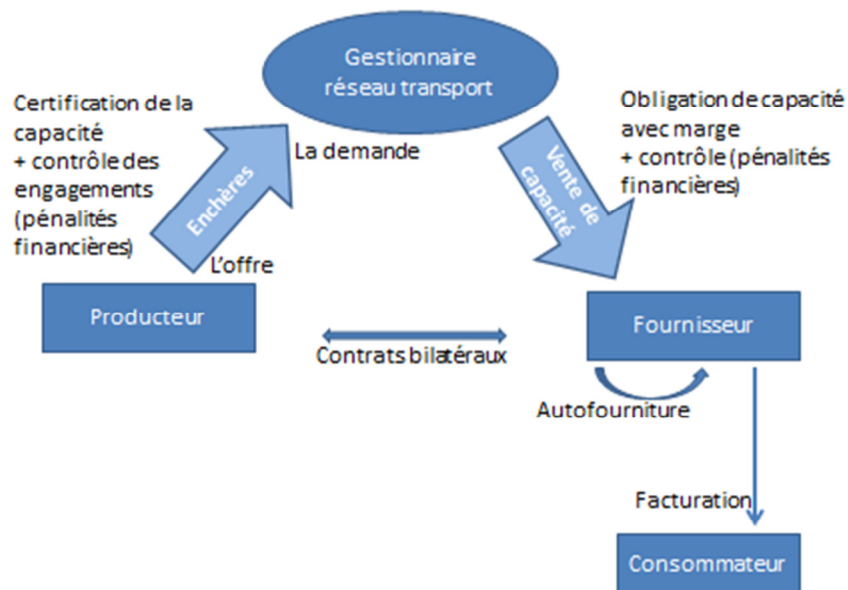 Gestionnaire
réseau transport
Certification de la
capacité
+ contrôle des
engagements
(pénalités
financières)
Enchères
La demande
L'offre
Vente de
capacité
Obligation de capacité
avec marge
+ contrôle (pénalités
financières)
Producteur
Contrats bilatéraux
Fournisseur
Autofourniture
Facturation
Consommateur